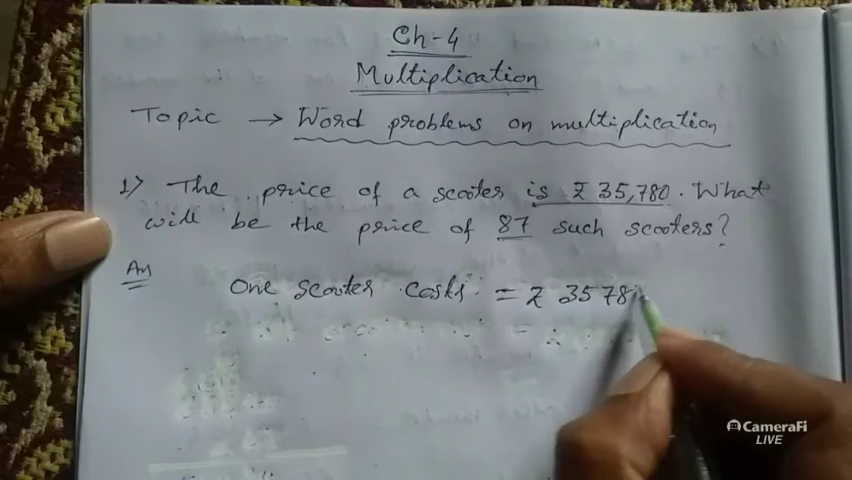 Ch-4
Multiplication
Topic → Word problems on multiplication
1) The price of a scooter is ₹ 35,780. What
will be the price of 87 such scooters?
Ans
One scooter costs = ₹ 3578
CameraFi
LIVE